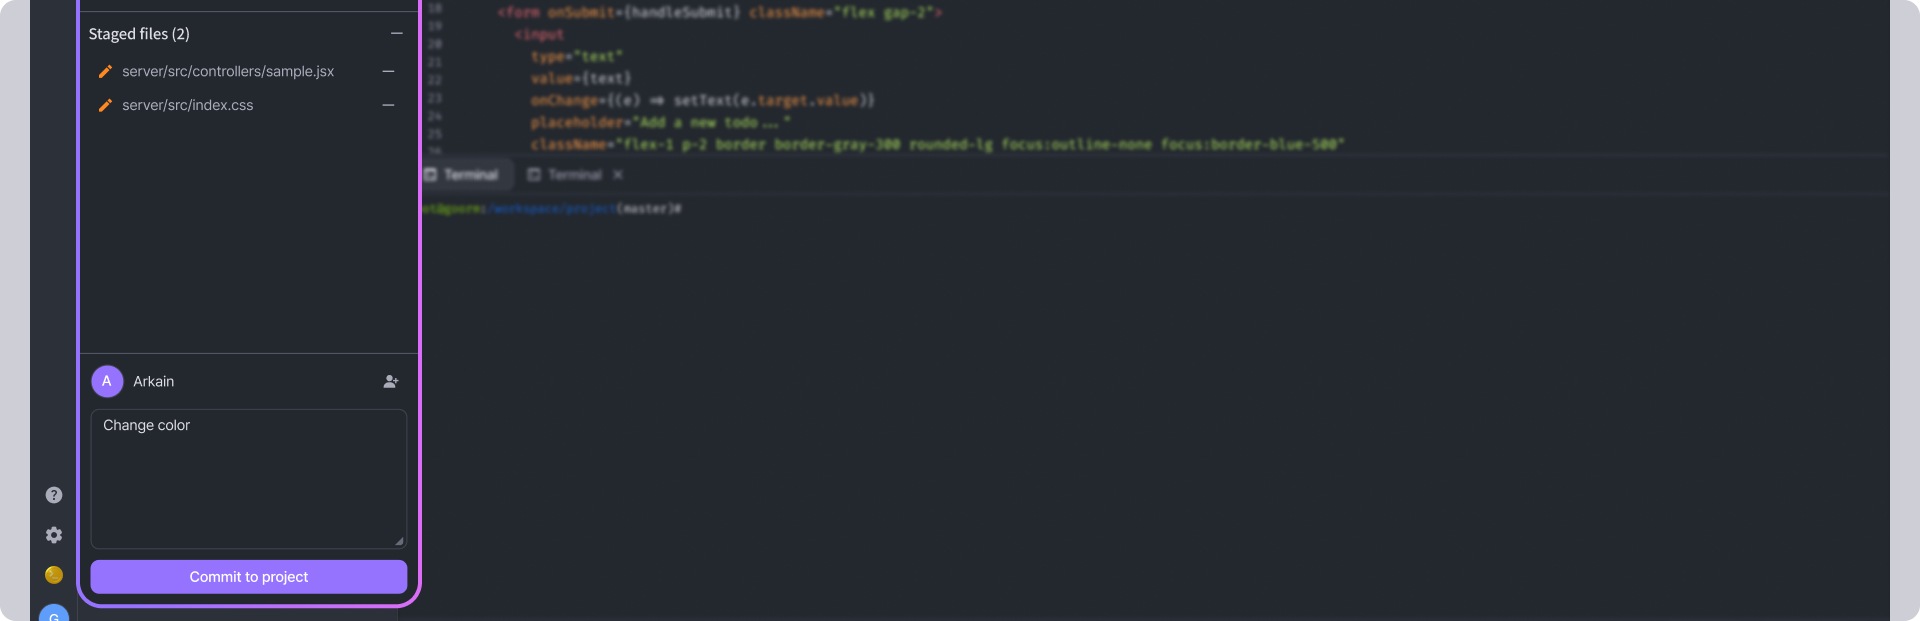 Staged files (2)
server/src/controllers/sample.jsx
server/src/index.css
A
Arkain
Change color
Commit to project
G
18
19
20
21
22
23
24
25
<form onSubmit={handleSubmit} className="flex gap-2">
<input
type="text"
value={text}
onChange={(e) => setText(e.target.value)}
placeholder="Add a new todo..."
className="flex-1 p-2 border border-gray-300 rounded-lg focus:outline-none focus:border-blue-500"
Terminal
Terminal
ot@goorm:/workspace/project(master)#